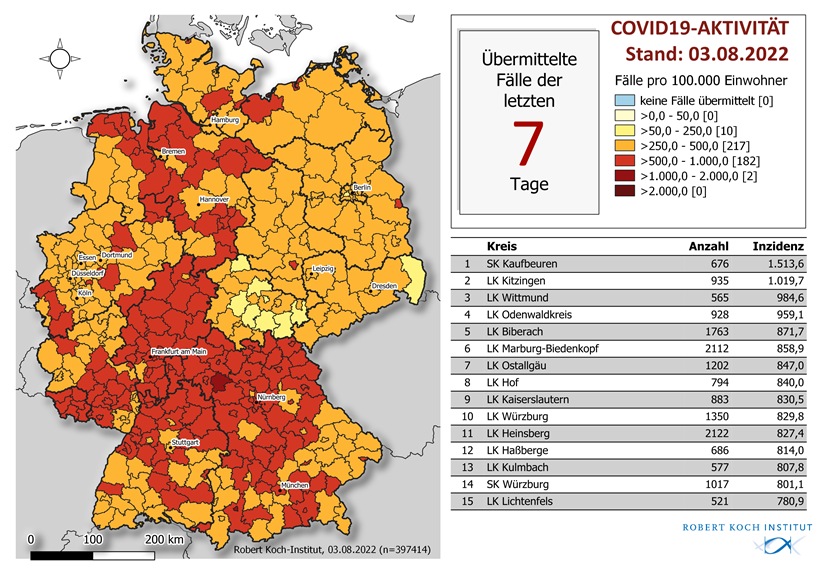 Hamburg
Bremen
Berlin
Hannover
Essen
Dortmund
Düsseldorf
Köln
Leipzig
Dresden
Frankfurt am Main
Nürnberg
Stuttgart
München
0 100 200 km
Robert Koch-Institut, 03.08.2022 (n=397414)
Übermittelte
Fälle der
letzten
7
Tage
COVID19-AKTIVITÄT
Stand: 03.08.2022
Fälle pro 100.000 Einwohner
keine Fälle übermittelt [0]
>0,0 - 50,0 [0]
>50,0 - 250,0 [10]
>250,0 - 500,0 [217]
>500,0 - 1.000,0 [182]
>1.000,0 - 2.000,0 [2]
>2.000,0 [0]
Kreis Anzahl Inzidenz
1 SK Kaufbeuren 676 1.513,6
2 LK Kitzingen 935 1.019,7
3 LK Wittmund 565 984,6
4 LK Odenwaldkreis 928 959,1
5 LK Biberach 1763 871,7
6 LK Marburg-Biedenkopf 2112 858,9
7 LK Ostallgäu 1202 847,0
8 LK Hof 794 840,0
9 LK Kaiserslautern 883 830,5
10 LK Würzburg 1350 829,8
11 LK Heinsberg 2122 827,4
12 LK Haßberge 686 814,0
13 LK Kulmbach 577 807,8
14 SK Würzburg 1017 801,1
15 LK Lichtenfels 521 780,9
ROBERT KOCH INSTITUT